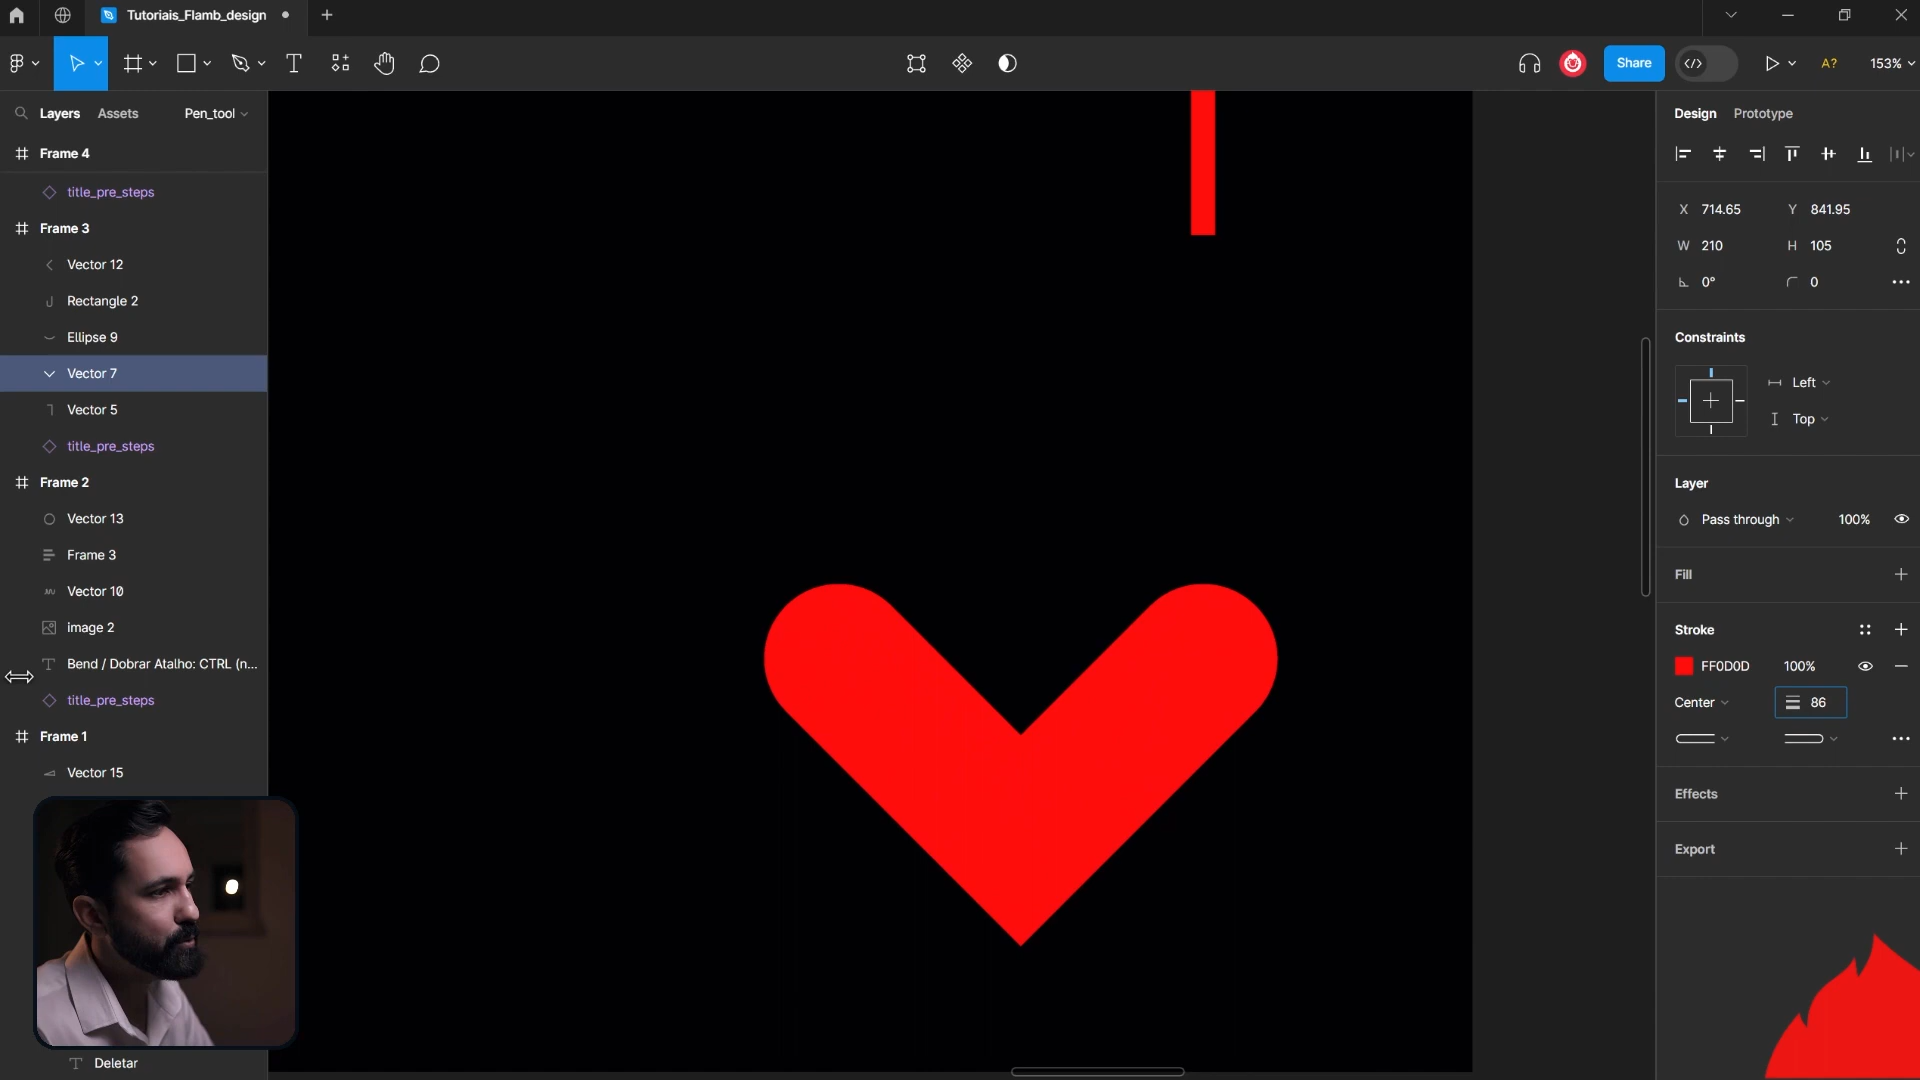 Tutoriais_Flamb_design
Share
A?
153%
Layers
Assets
Pen_tool
Design
Prototype
Frame 4
title_pre_steps
Frame 3
Vector 12
Rectangle 2
Ellipse 9
Vector 7
Vector 5
title_pre_steps
Frame 2
Vector 13
Frame 3
Vector 10
image 2
Bend / Dobrar Atalho: CTRL (n...
title_pre_steps
Frame 1
Vector 15
Deletar
X 714.65 Y 841.95
W 210 H 105
0° 0
Constraints
Left
Top
Layer
Pass through 100%
Fill
Stroke
FF0D0D 100%
Center 86
Effects
Export